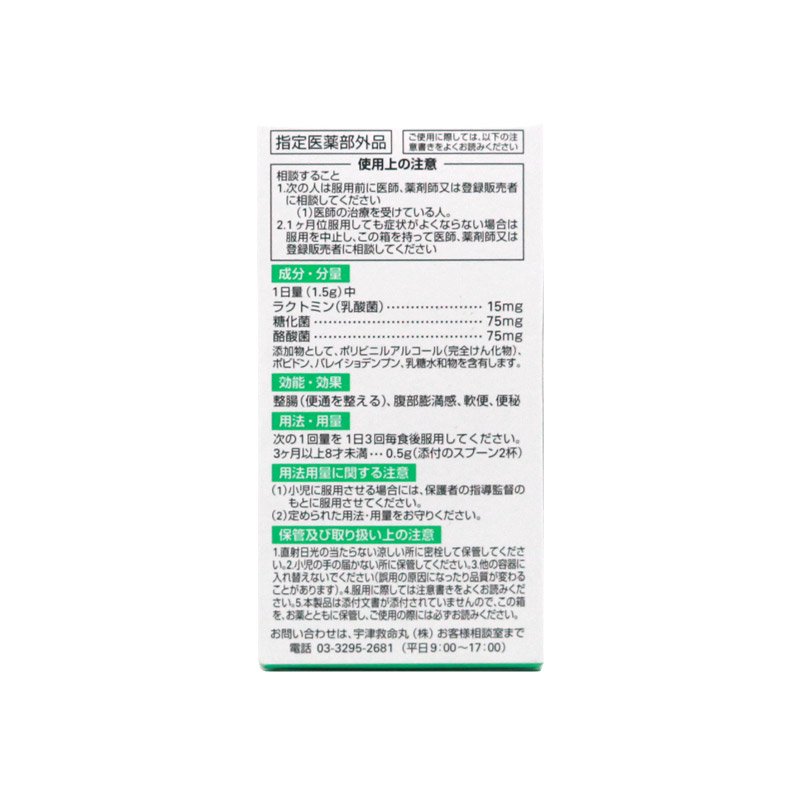 指定医薬部外品
ご使用に際しては、以下の注
意書きをよくお読みください
使用上の注意
相談すること
1.次の人は服用前に医師、薬剤師又は登録販売者
に相談してください
(1)医師の治療を受けている人。
2.1ヶ月位服用しても症状がよくならない場合は
服用を中止し、この箱を持って医師、薬剤師又は
登録販売者に相談してください
成分・分量
1日量(1.5g)中
ラクトミン(乳酸菌)……………………15mg
糖化菌……………………75mg
酪酸菌……………………75mg
添加物として、ポリビニルアルコール(完全けん化物)、
ポビドン、バレイショデンプン、乳糖水和物を含有します。
効能・効果
整腸(便通を整える)、腹部膨満感、軟便、便秘
用法・用量
次の1回量を1日3回毎食後服用してください。
3ヶ月以上8才未満…0.5g(添付のスプーン2杯)
用法用量に関する注意
(1)小児に服用させる場合には、保護者の指導監督の
もとに服用させてください。
(2)定められた用法・用量をお守りください。
保管及び取り扱い上の注意
1.直射日光の当たらない涼しい所に密栓して保管してくださ
い。2.小児の手の届かない所に保管してください。3.他の容器に
入れ替えないでください(誤用の原因になったり品質が変わる
ことがあります)。4.服用に際しては注意書きをよくお読みくださ
い。5.本製品は添付文書が添付されていませんので、この箱
を、お薬とともに保管し、ご使用の際には必ずお読みください。
お問い合わせは、宇津救命丸(株)お客様相談室まで
電話 03-3295-2681 (平日9:00〜17:00)